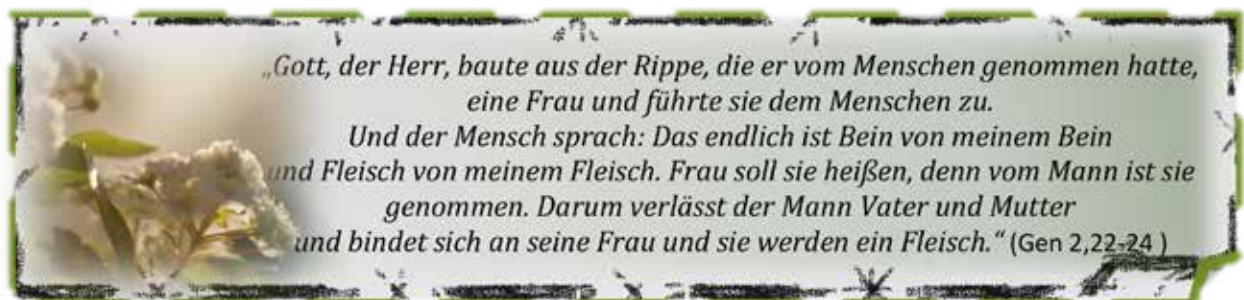 „Gott, der Herr, baute aus der Rippe, die er vom Menschen genommen hatte,
eine Frau und führte sie dem Menschen zu.
Und der Mensch sprach: Das endlich ist Bein von meinem Bein
und Fleisch von meinem Fleisch. Frau soll sie heißen, denn vom Mann ist sie
genommen. Darum verlässt der Mann Vater und Mutter
und bindet sich an seine Frau und sie werden ein Fleisch.“ (Gen 2,22-24 )